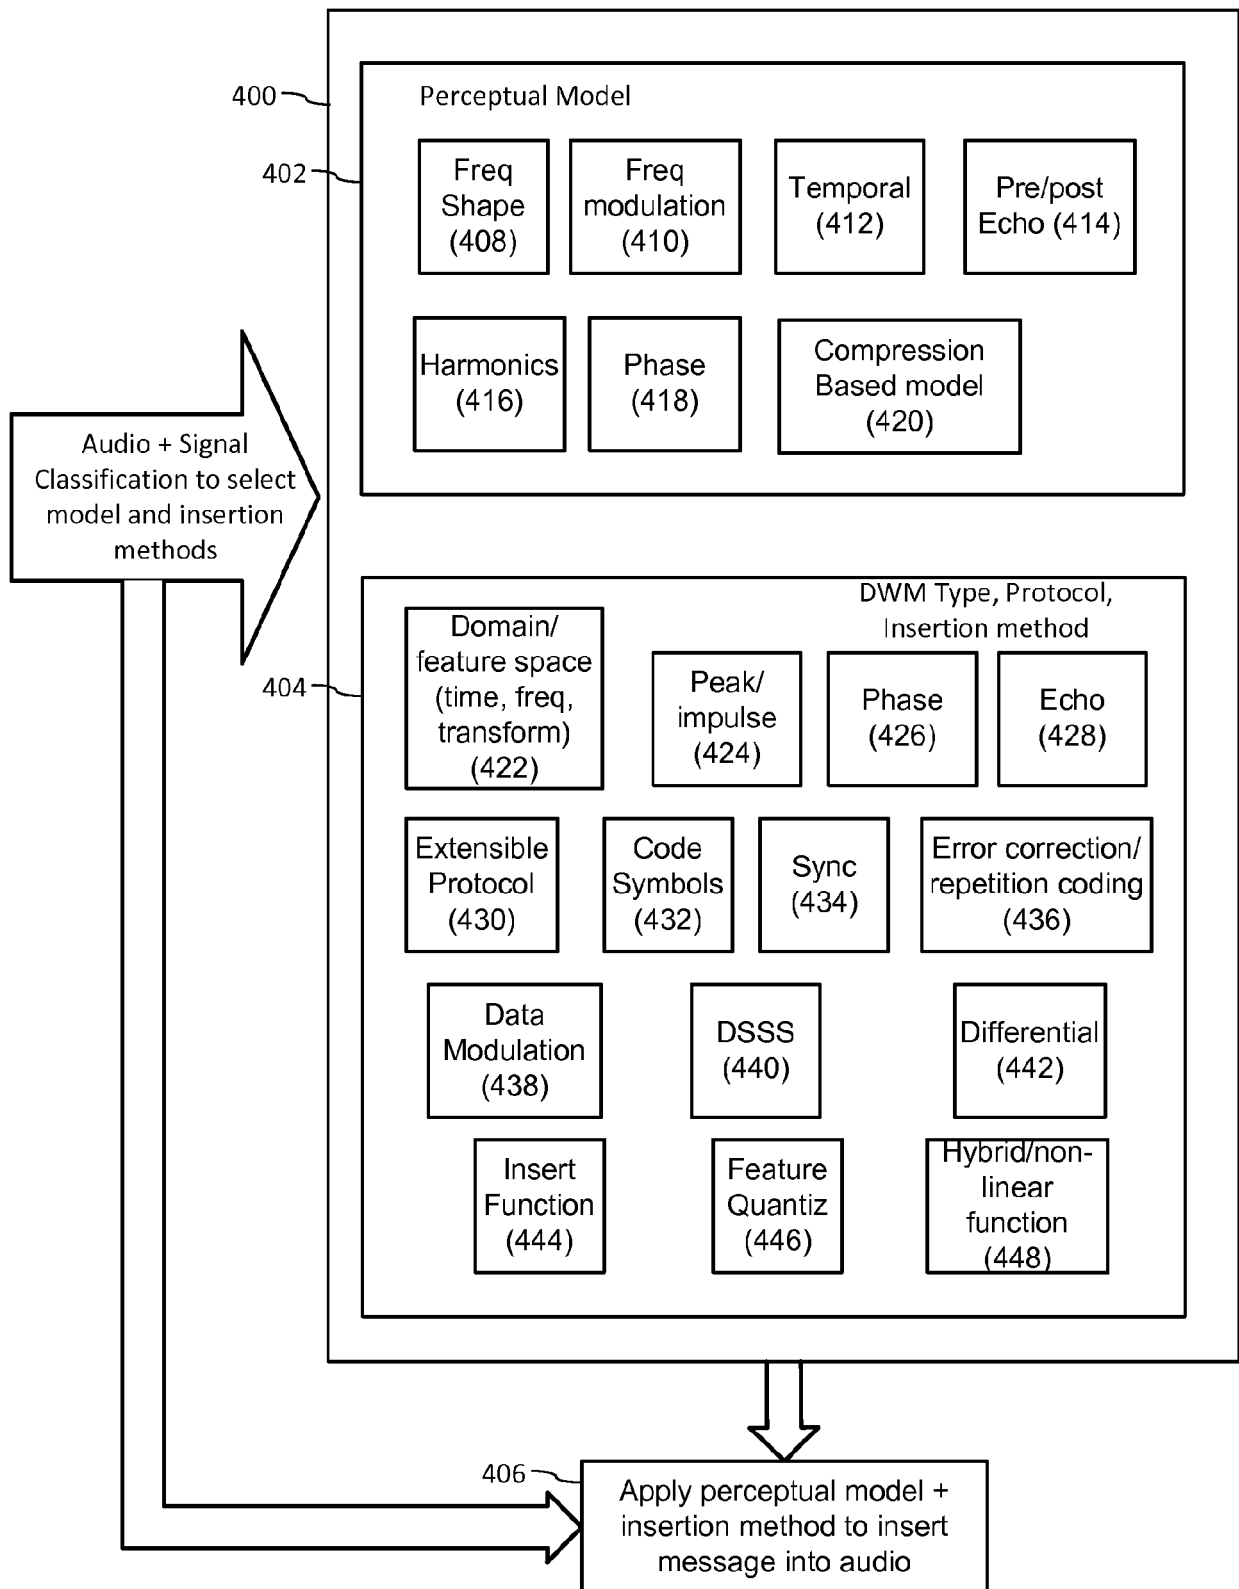 400
Perceptual Model
402
Freq
Shape
(408)
Freq
modulation
(410)
Temporal
(412)
Pre/post
Echo (414)
Harmonics
(416)
Phase
(418)
Compression
Based model
(420)
Audio + Signal
Classification to select
model and insertion
methods
DWM Type, Protocol,
Insertion method
404
Domain/
feature space
(time, freq,
transform)
(422)
Peak/
impulse
(424)
Phase
(426)
Echo
(428)
Extensible
Protocol
(430)
Code
Symbols
(432)
Sync
(434)
Error correction/
repetition coding
(436)
Data
Modulation
(438)
DSSS
(440)
Differential
(442)
Insert
Function
(444)
Feature
Quantiz
(446)
Hybrid/non-
linear
function
(448)
406
Apply perceptual model +
insertion method to insert
message into audio